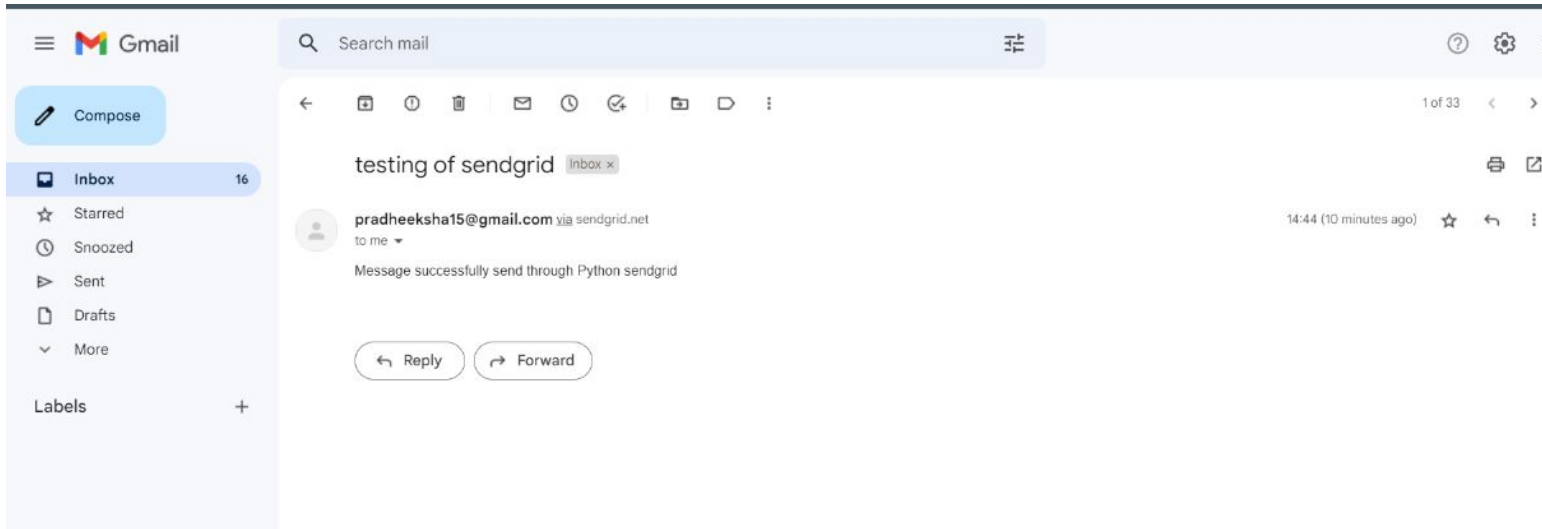 Gmail
Search mail
Compose
1 of 33
testing of sendgrid Inbox ×
Inbox 16
Starred
pradheeksha15@gmail.com via sendgrid.net
14:44 (10 minutes ago)
to me
Snoozed
Message successfully send through Python sendgrid
Sent
Drafts
More
Reply Forward
Labels +